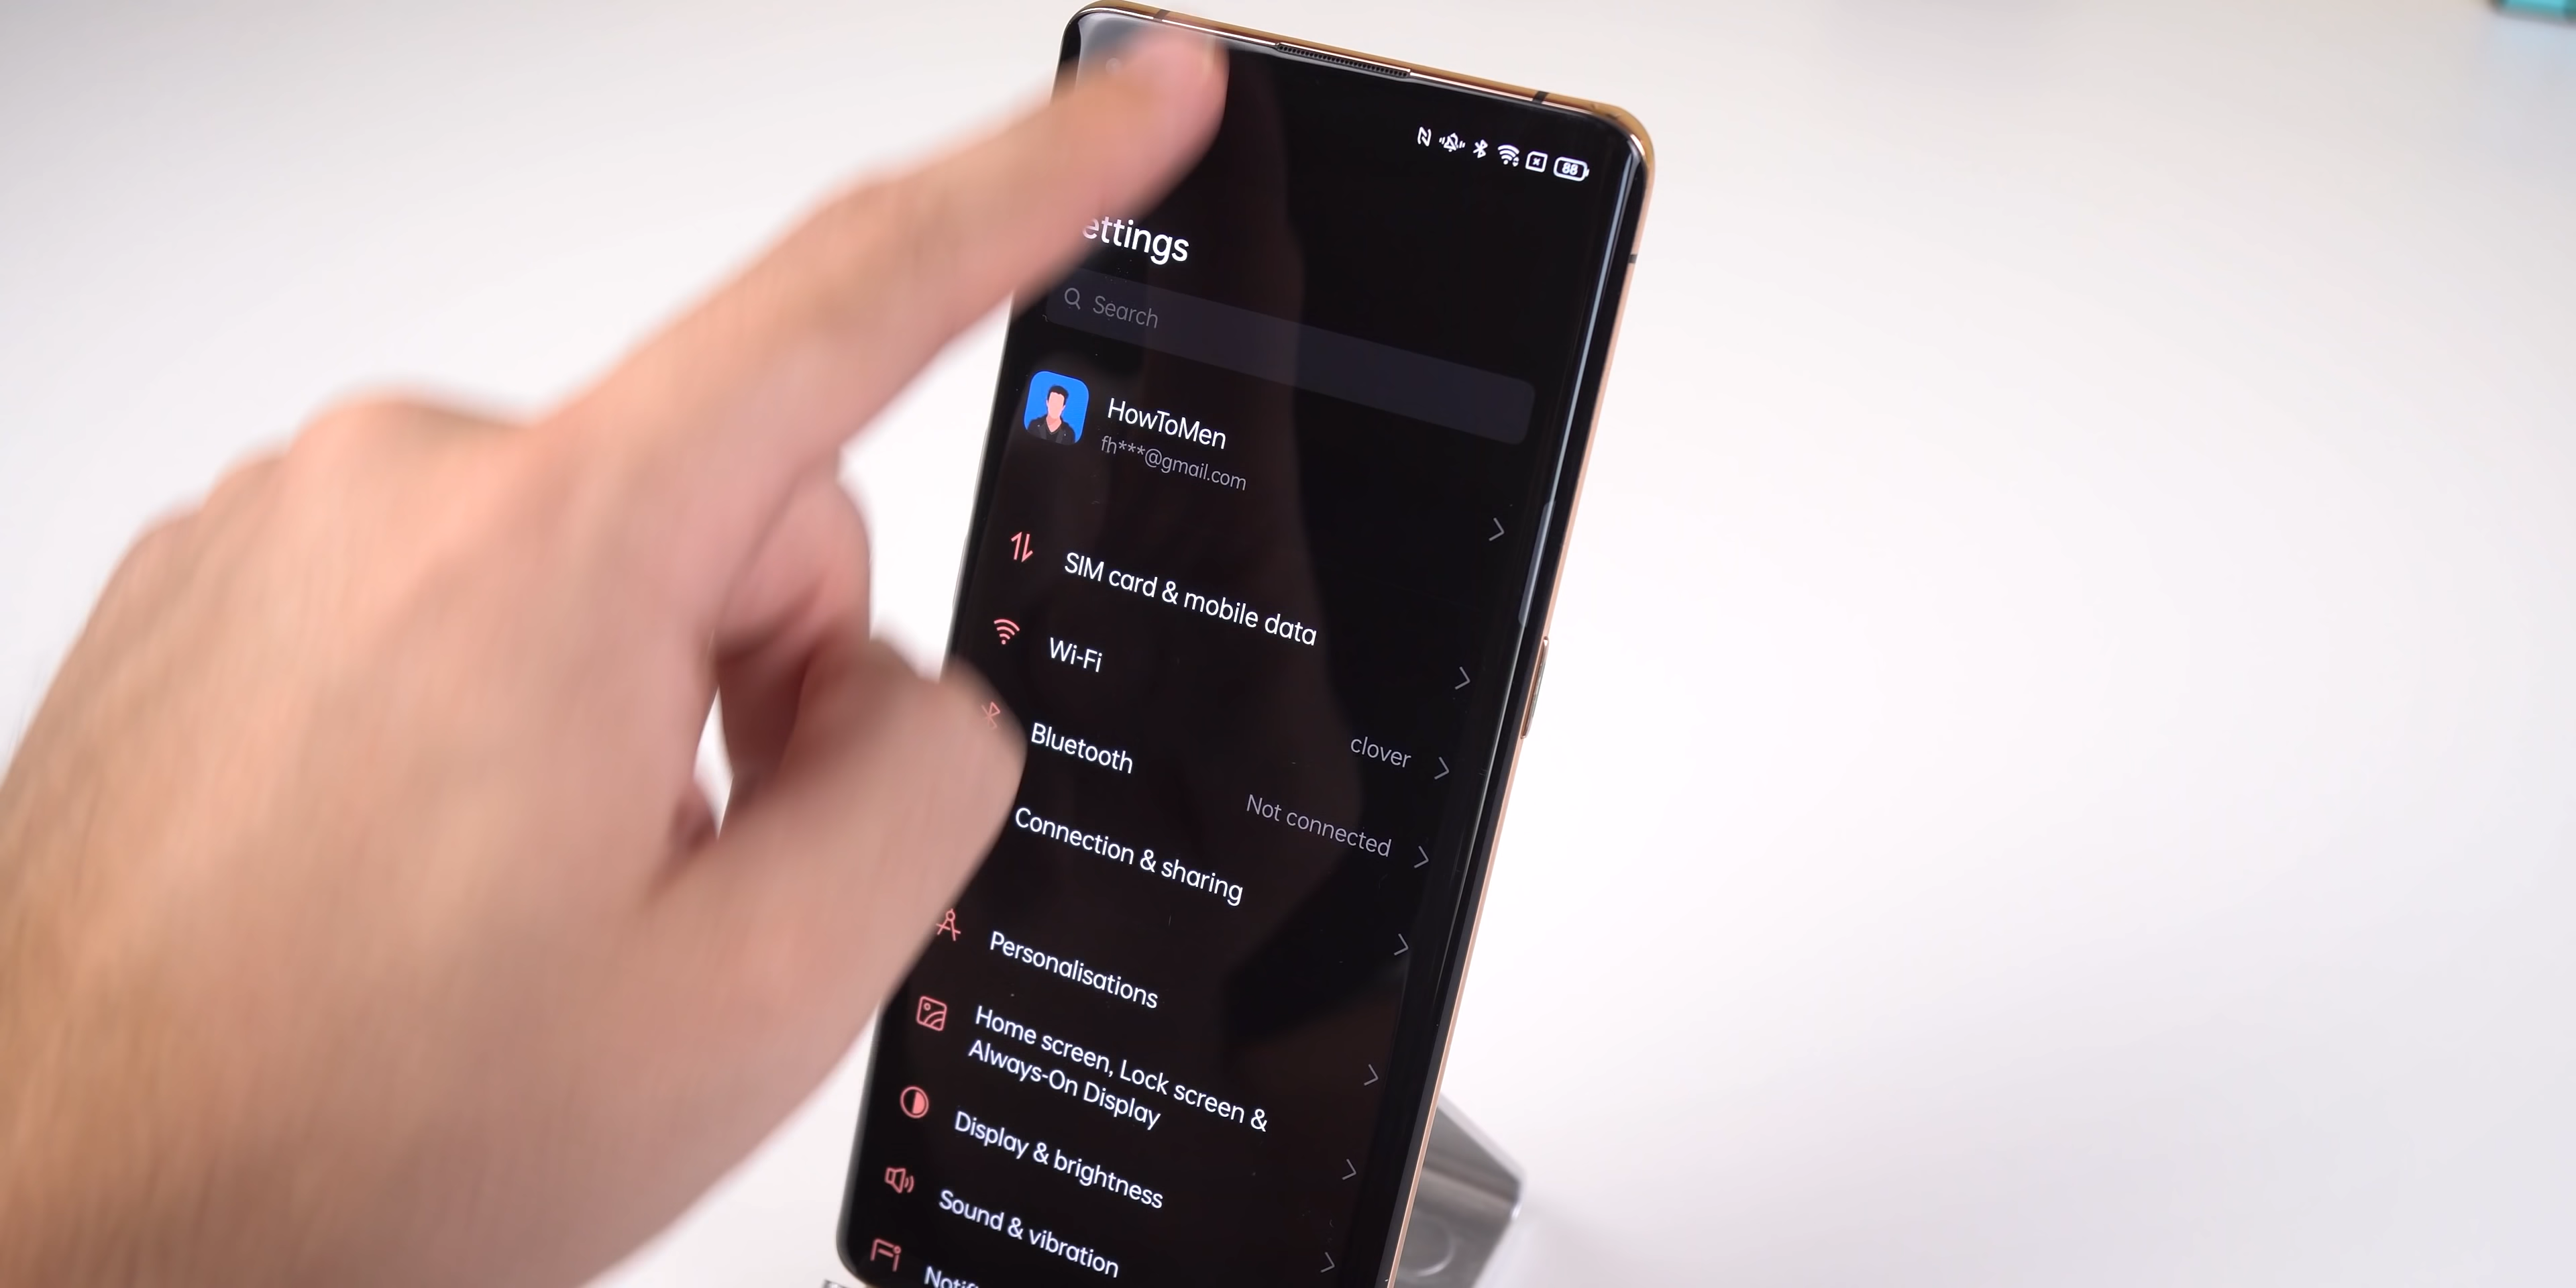 88
ettings
Search
HowToMen
fh***@gmail.com
SIM card & mobile data
Wi-Fi
clover
Bluetooth
Not connected
Connection & sharing
Personalisations
Home screen, Lock screen &
Always-On Display
Display & brightness
Sound & vibration